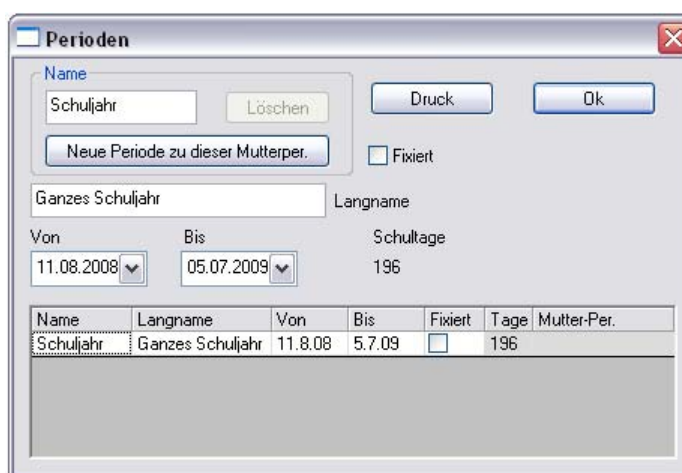 Perioden
Name
Schuljahr
Löschen
Druck
Ok
Neue Periode zu dieser Mutterper.
Fixiert
Ganzes Schuljahr
Langname
Von Bis Schultage
11.08.2008 05.07.2009 196
Name Langname Von Bis Fixiert Tage Mutter-Per.
Schuljahr Ganzes Schuljahr 11.8.08 5.7.09 196